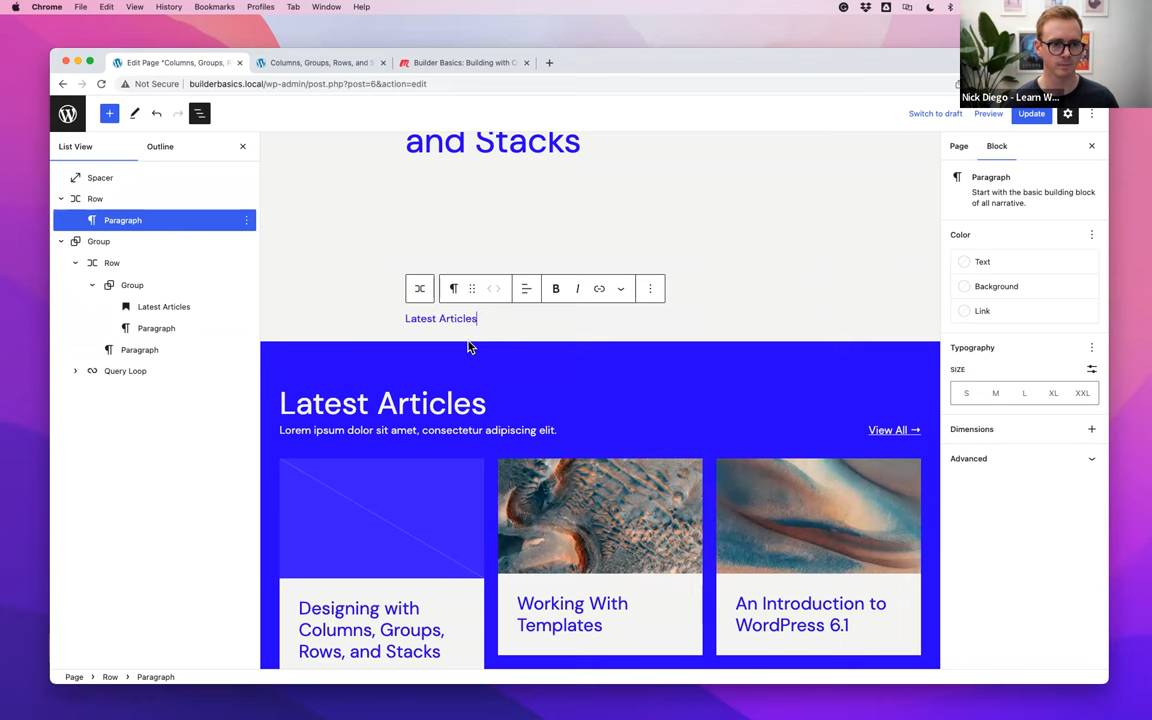 Chrome File Edit View History Bookmarks Profiles Tab Window Help
Edit Page "Columns, Groups, R
Columns, Groups, Rows, and S
Builder Basics: Building with C
Not Secure
builderbasics.local/wp-admin/post.php?post=6&action=edit
Nick Diego - Learn W...
Switch to draft
Preview
Update
List View
Outline
Spacer
Row
Paragraph
Group
Row
Group
Latest Articles
Paragraph
Paragraph
Query Loop
and Stacks
Latest Articles
Latest Articles
Lorem ipsum dolor sit amet, consectetur adipiscing elit.
View All →
Designing with
Columns, Groups,
Rows, and Stacks
Working With
Templates
An Introduction to
WordPress 6.1
Page
Block
Paragraph
Start with the basic building block
of all narrative.
Color
Text
Background
Link
Typography
SIZE
S M L XL XXL
Dimensions
Advanced
Page > Row > Paragraph